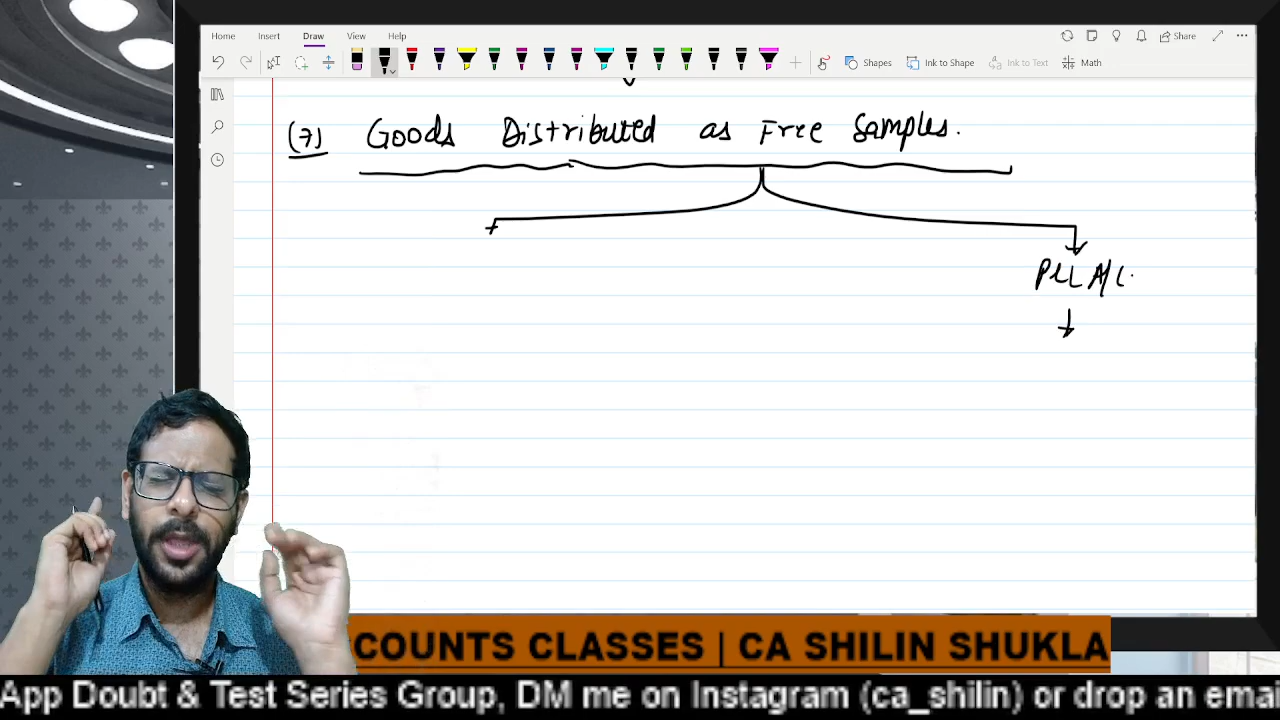 Home Insert Draw View Help
Share
Shapes Ink to Shape Ink to Text Math
(7) Goods Distributed as Free Samples.
P&L A/c.
COUNTS CLASSES | CA SHILIN SHUKLA
App Doubt & Test Series Group, DM me on Instagram (ca_shilin) or drop an emai